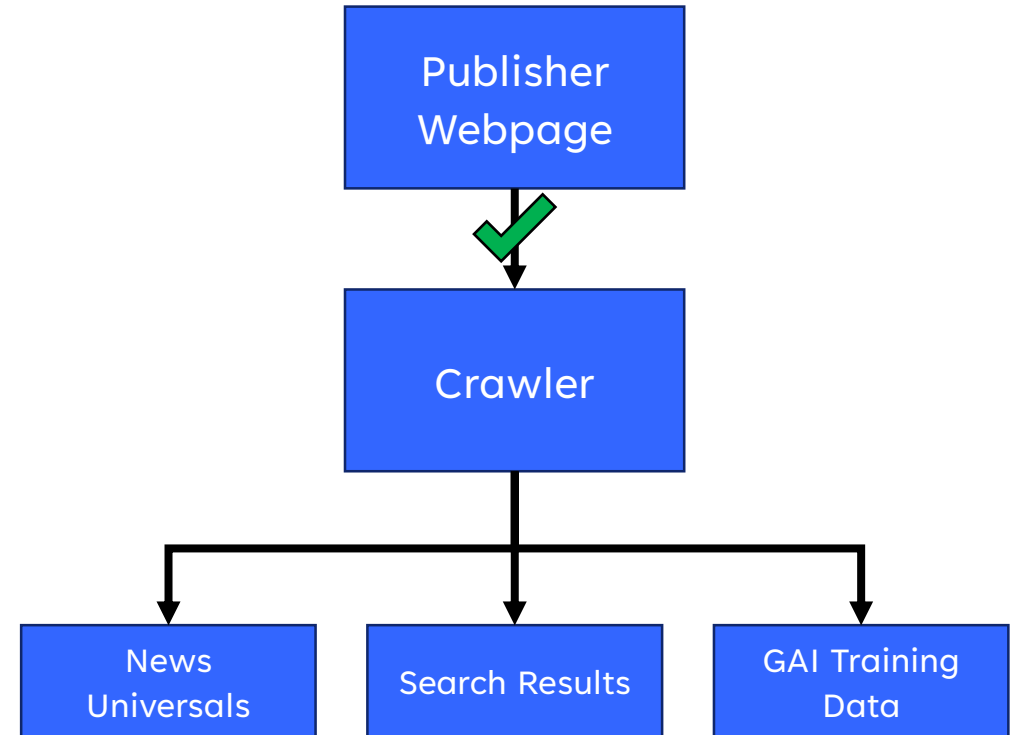 Publisher
Webpage
Crawler
News
Universals
Search Results
GAI Training
Data